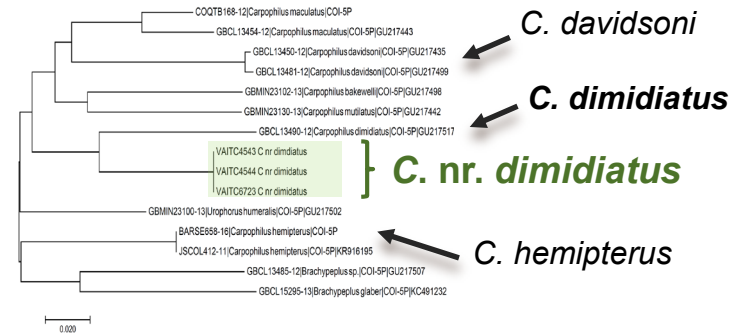 COQTB168-12|Carpophilus maculatus|COI-5P
GBCL13454-12|Carpophilus maculatus|COI-5P|GU217443
GBCL13450-12|Carpophilus davidsoni|COI-5P|GU217435
GBCL13481-12|Carpophilus davidsoni|COI-5P|GU217499
C. davidsoni
GBMIN23102-13|Carpophilus bakewelli|COI-5P|GU217498
GBMIN23130-13|Carpophilus mutilatus|COI-5P|GU217442
C. dimidiatus
GBCL13490-12|Carpophilus dimidiatus|COI-5P|GU217517
VAITC4543 C nr dimdiatus
VAITC4544 C nr dimidiatus
VAITC6723 C nr dimidatus
C. nr. dimidiatus
GBMIN23100-13|Urophorus humeralis|COI-5P|GU217502
BARSE658-16|Carpophilus hemipterus|COI-5P
JSCOL412-11|Carpophilus hemipterus|COI-5P|KR916195
C. hemipterus
GBCL13485-12|Brachypeplus sp.|COI-5P|GU217507
GBCL15295-13|Brachypeplus glaber|COI-5P|KC491232
0.020